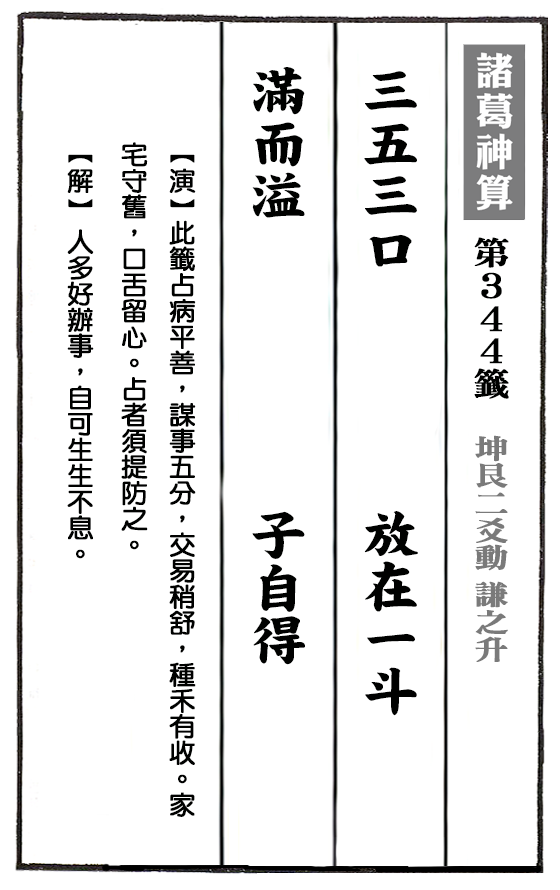 諸葛神算 第344籤 坤艮二爻動 謙之升
三五三口 放在一斗
滿而溢 子自得
【演】此籤占病平善，謀事五分，交易稍舒，種禾有收。家
宅守舊，口舌留心。占者須提防之。
【解】人多好辦事，自可生生不息。